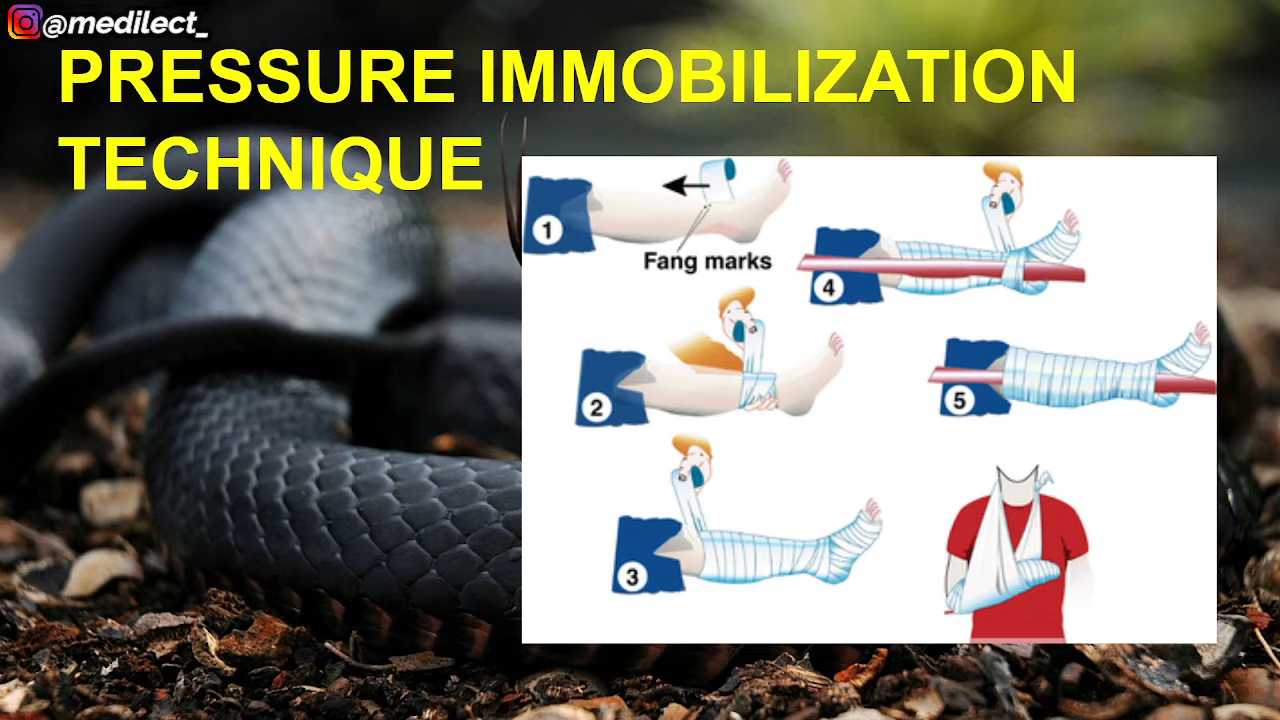 @medilect_
PRESSURE IMMOBILIZATION
TECHNIQUE
1
Fang marks
4
2
5
3